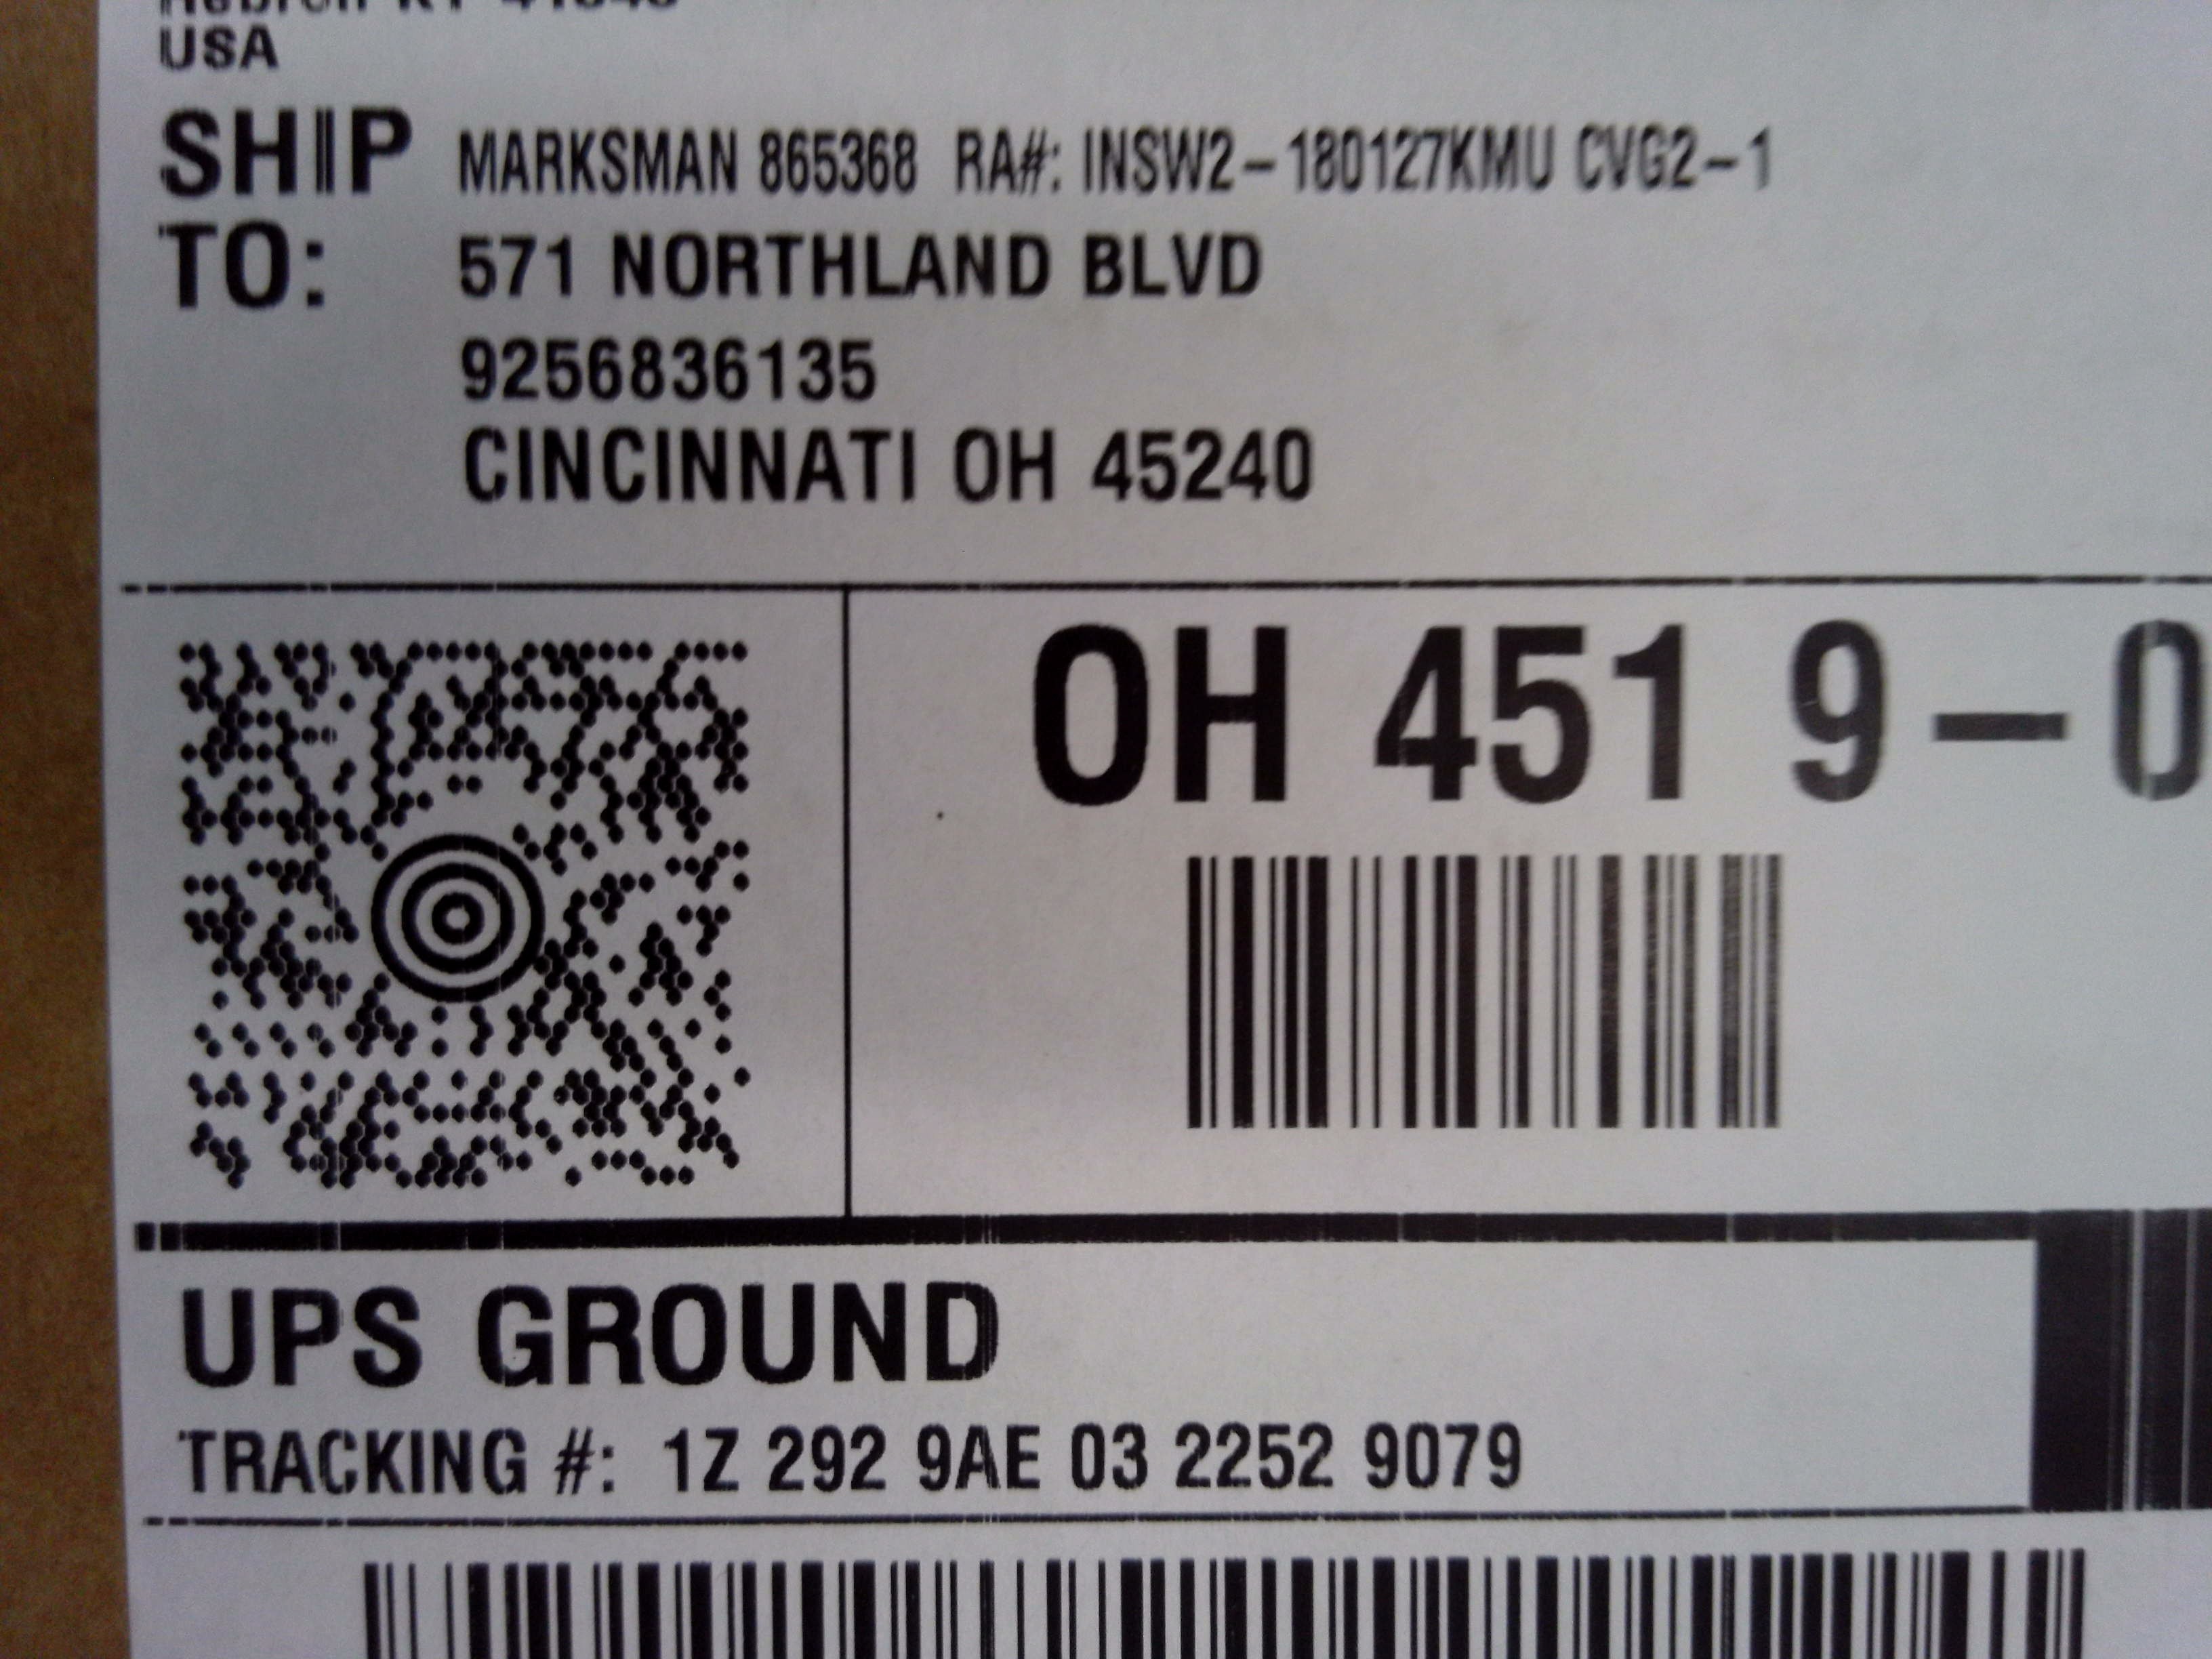 USA
SHIP TO:
MARKSMAN 865368 RA#: INSW2-180127KMU CVG2-1
571 NORTHLAND BLVD
9256836135
CINCINNATI OH 45240
OH 451 9-0
UPS GROUND
TRACKING #: 1Z 292 9AE 03 2252 9079